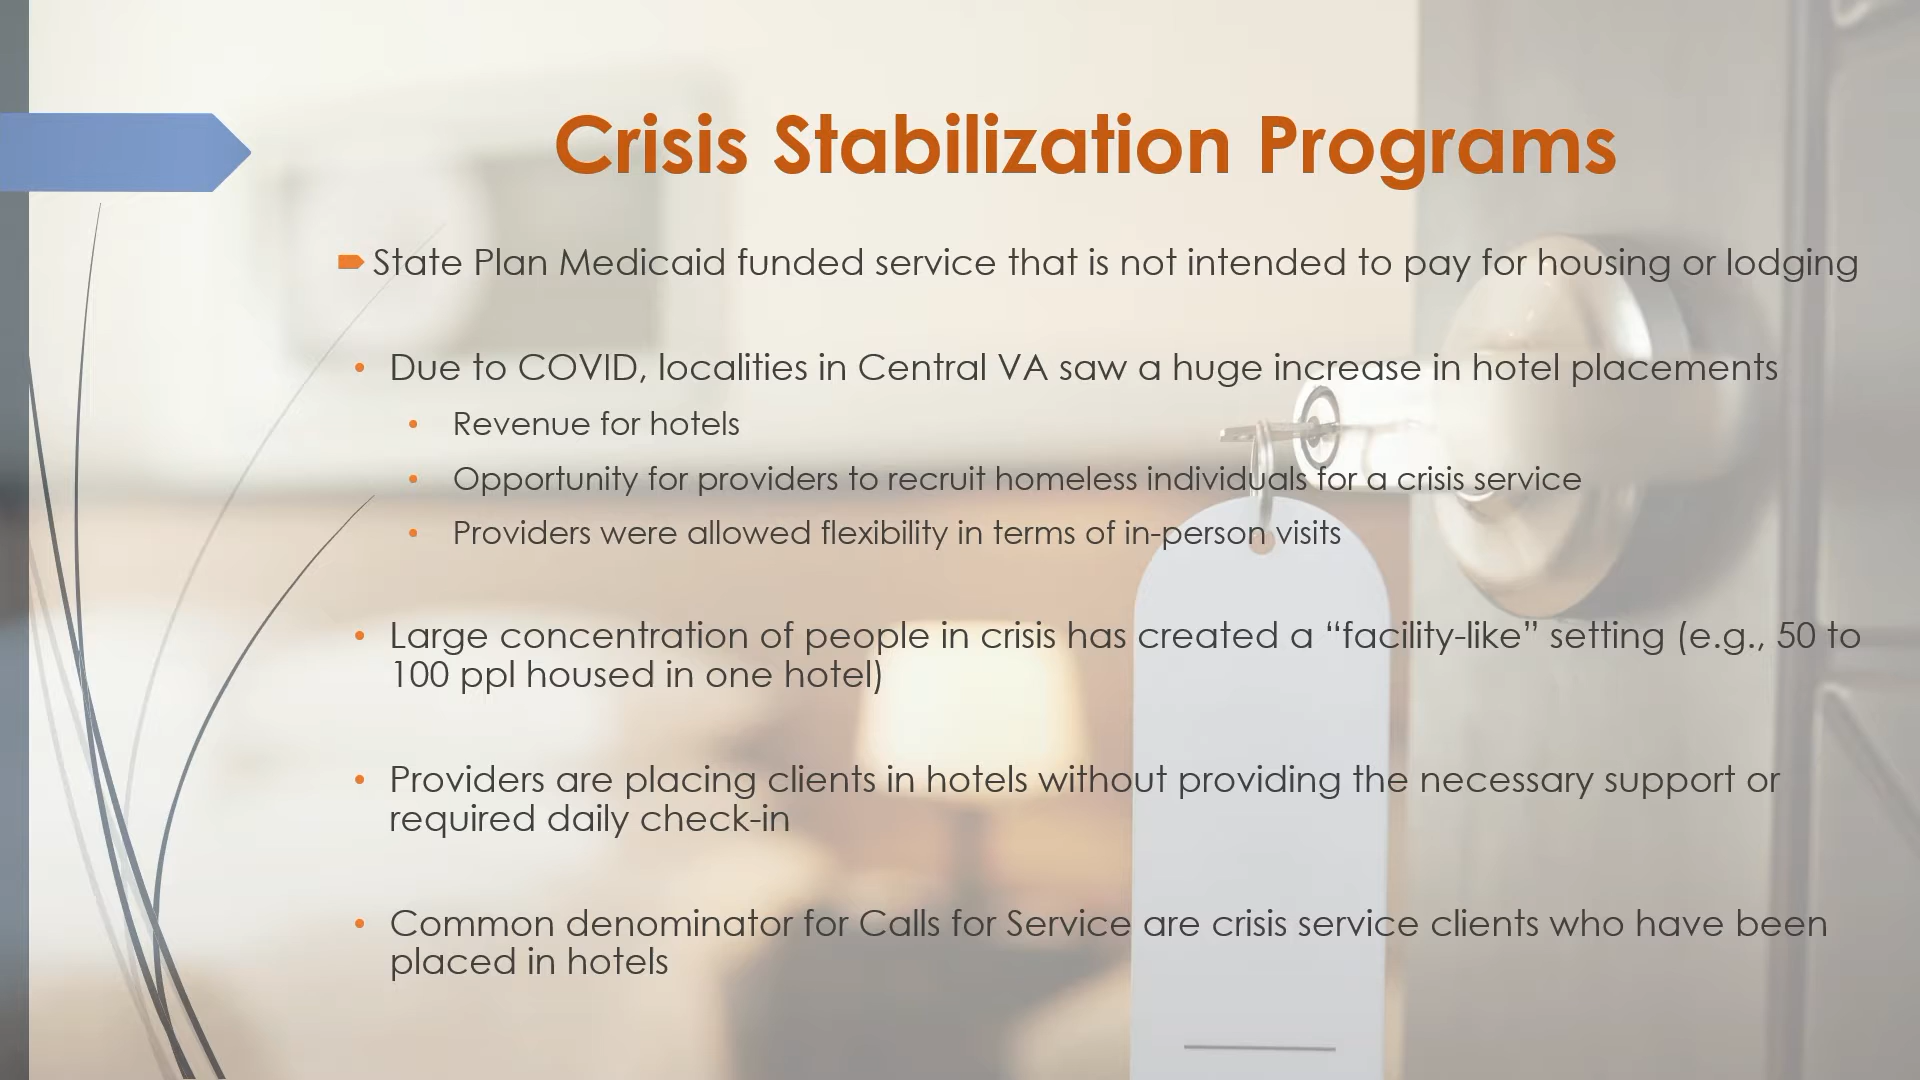 Crisis Stabilization Programs
State Plan Medicaid funded service that is not intended to pay for housing or lodging
• Due to COVID, localities in Central VA saw a huge increase in hotel placements
• Revenue for hotels
• Opportunity for providers to recruit homeless individuals for a crisis service
• Providers were allowed flexibility in terms of in-person visits
• Large concentration of people in crisis has created a “facility-like” setting (e.g., 50 to
100 ppl housed in one hotel)
• Providers are placing clients in hotels without providing the necessary support or
required daily check-in
• Common denominator for Calls for Service are crisis service clients who have been
placed in hotels